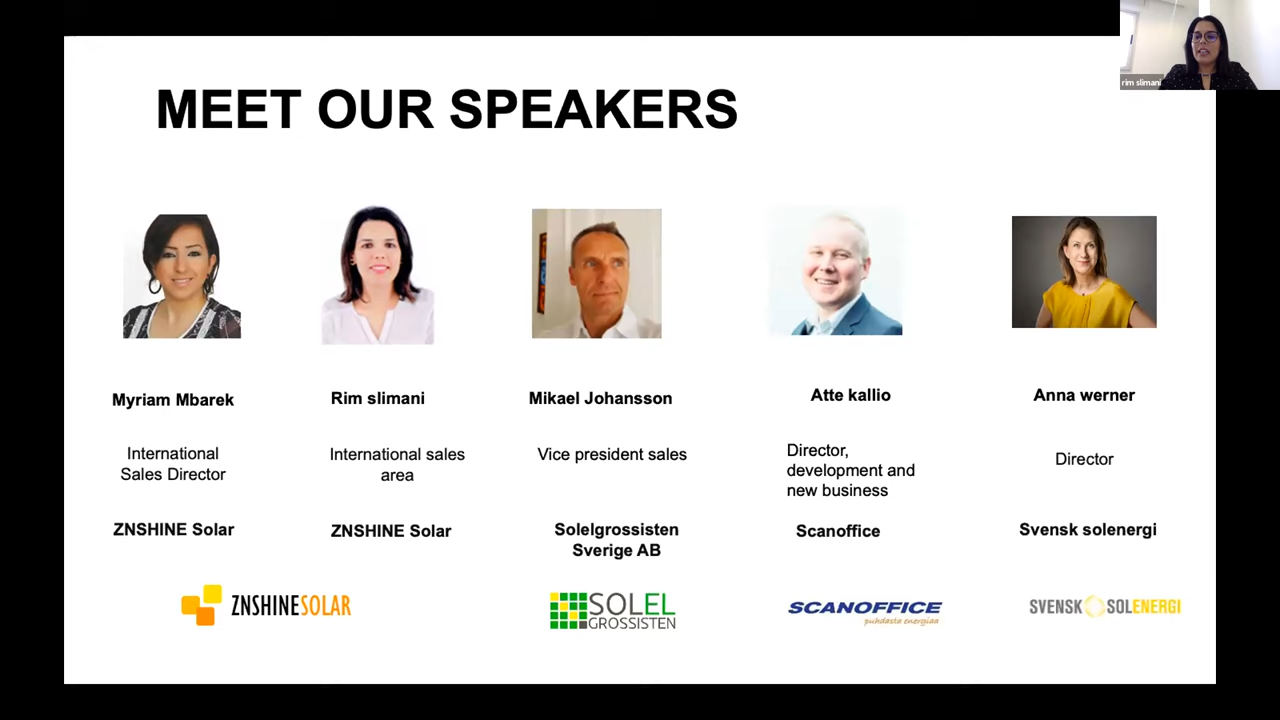 rim slimani
MEET OUR SPEAKERS
Myriam Mbarek
International
Sales Director
ZNSHINE Solar
Rim slimani
International sales
area
ZNSHINE Solar
ZNSHINESOLAR
Mikael Johansson
Vice president sales
Solelgrossisten
Sverige AB
SOLEL
GROSSISTEN
Atte kallio
Director,
development and
new business
Scanoffice
SCANOFFICE
puhdasta energiaa
Anna werner
Director
Svensk solenergi
SVENSK SOLENERGI